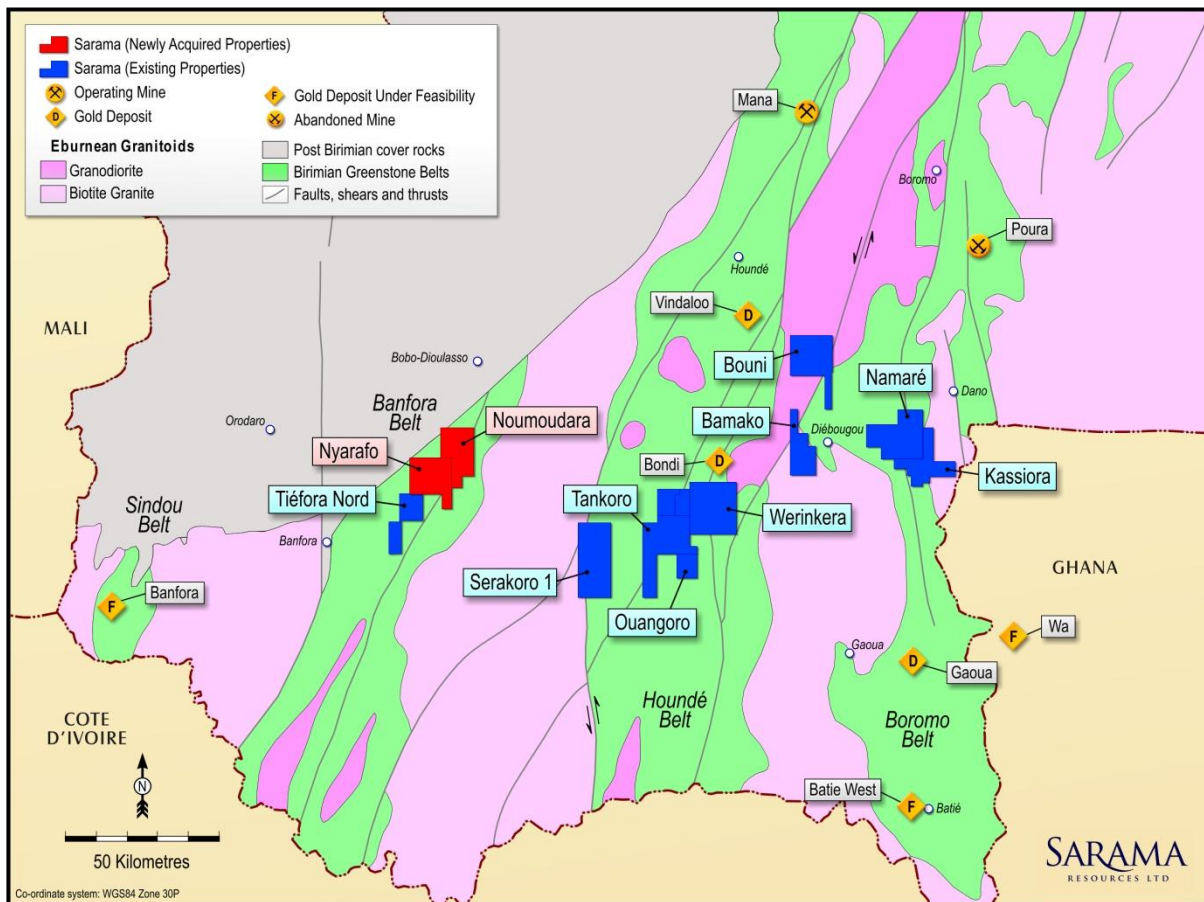 Sarama (Newly Acquired Properties)
Sarama (Existing Properties)
Operating Mine
Gold Deposit
F
Gold Deposit Under Feasibility
D
Abandoned Mine
Eburnean Granitoids
Granodiorite
Biotite Granite
Post Birimian cover rocks
Birimian Greenstone Belts
Faults, shears and thrusts
Mana
Boromo
Poura
Houndé
Vindaloo
D
MALI
Bobo-Dioulasso
Bouni
Namaré
Dano
Orodaro
Banfora
Belt
Noumoudara
Bamako
Diébougou
Nyarafo
Bondi
D
Kassiora
Tiéfora Nord
Sindou
Belt
Tankoro
Werinkera
Banfora
Serakoro 1
GHANA
F
Banfora
Ouangoro
F
Wa
Gaoua
D
Gaoua
Houndé
Belt
Boromo
Belt
COTE
D'IVOIRE
N
Batie West
F
Batié
50 Kilometres
SARAMA
RESOURCES LTD
Co-ordinate system: WGS84 Zone 30P